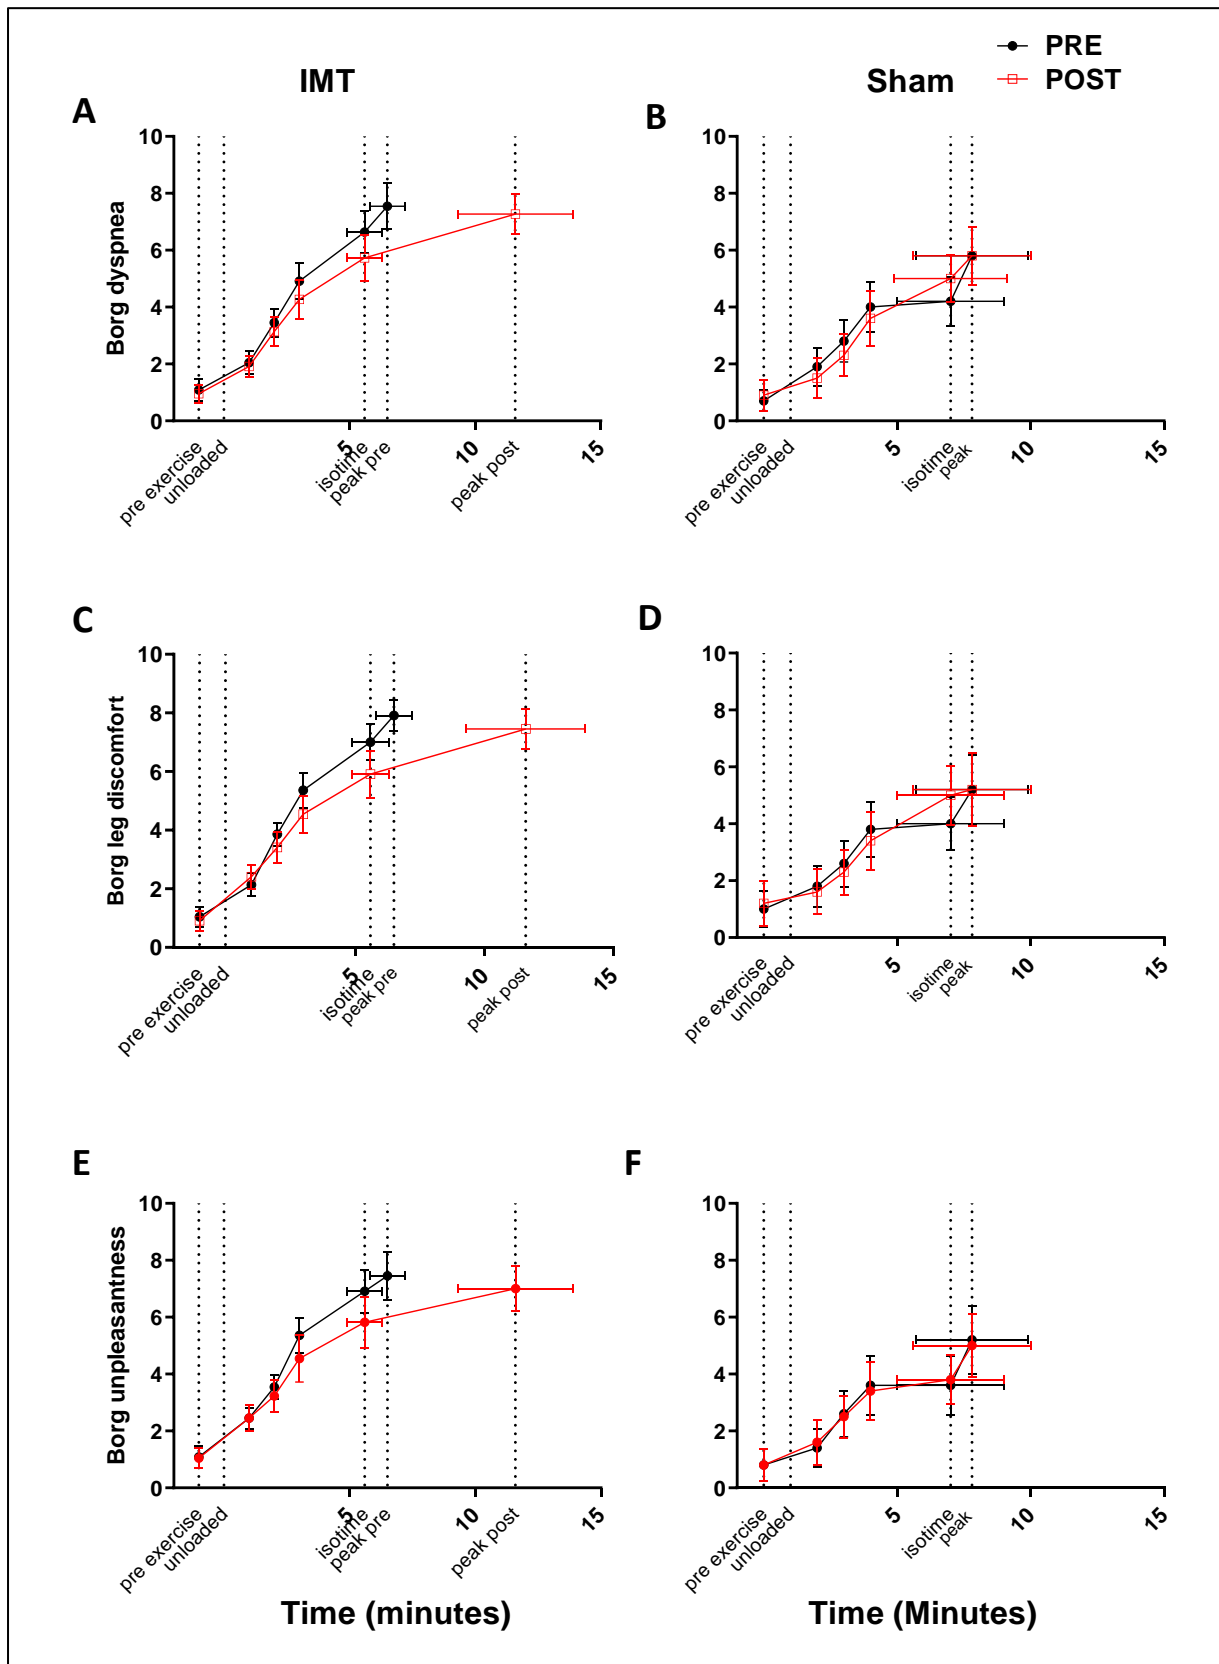 PRE
POST
IMT
Sham
A
B
10
8
6
4
2
0
Borg dyspnea
pre exercise
unloaded
5
isotime
peak pre
10
peak post
15
10
8
6
4
2
0
pre exercise
unloaded
5
isotime
peak
10
15
C
D
10
8
6
4
2
0
Borg leg discomfort
pre exercise
unloaded
5
isotime
peak pre
10
peak post
15
10
8
6
4
2
0
pre exercise
unloaded
5
isotime
peak
10
15
E
F
10
8
6
4
2
0
Borg unpleasantness
pre exercise
unloaded
5
isotime
peak pre
10
peak post
15
10
8
6
4
2
0
pre exercise
unloaded
5
isotime
peak
10
15
Time (minutes)
Time (Minutes)